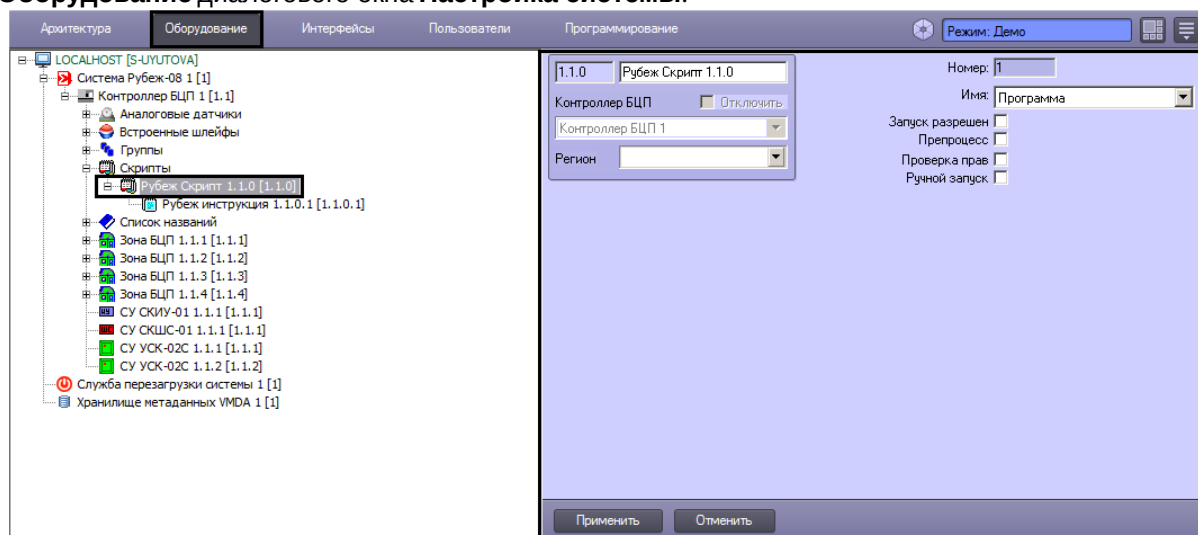 Оборудование диалогового окна Настройка системы.
Архитектура Оборудование Интерфейсы Пользователи Программирование Режим: Демо
LOCALHOST [S-UYUTOVA]
Система Рубеж-08 1 [1]
Контроллер БЦП 1 [1.1]
Аналоговые датчики
Встроенные шлейфы
Группы
Скрипты
Рубеж Скрипт 1.1.0 [1.1.0]
Рубеж инструкция 1.1.0.1 [1.1.0.1]
Список названий
Зона БЦП 1.1.1 [1.1.1]
Зона БЦП 1.1.2 [1.1.2]
Зона БЦП 1.1.3 [1.1.3]
Зона БЦП 1.1.4 [1.1.4]
СУ СКИУ-01 1.1.1 [1.1.1]
СУ СКШС-01 1.1.1 [1.1.1]
СУ УСК-02С 1.1.1 [1.1.1]
СУ УСК-02С 1.1.2 [1.1.2]
Служба перезагрузки системы 1 [1]
Хранилище метаданных VMDA 1 [1]
1.1.0 Рубеж Скрипт 1.1.0
Контроллер БЦП Отключить
Контроллер БЦП 1
Регион
Номер: 1
Имя: Программа
Запуск разрешен
Препроцесс
Проверка прав
Ручной запуск
Применить Отменить